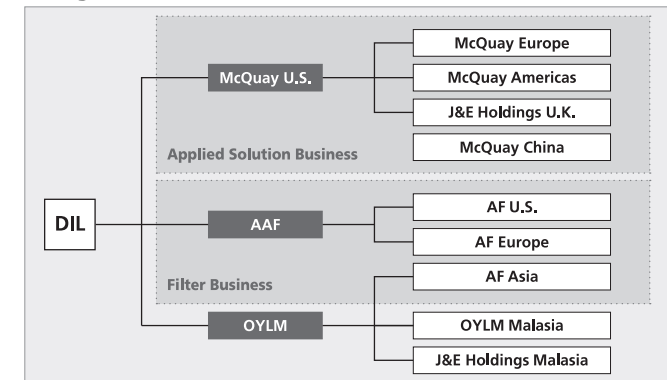 McQuay Europe
McQuay U.S.
McQuay Americas
J&E Holdings U.K.
Applied Solution Business
McQuay China
DIL
AAF
AF U.S.
AF Europe
Filter Business
AF Asia
OYLM
OYLM Malasia
J&E Holdings Malasia